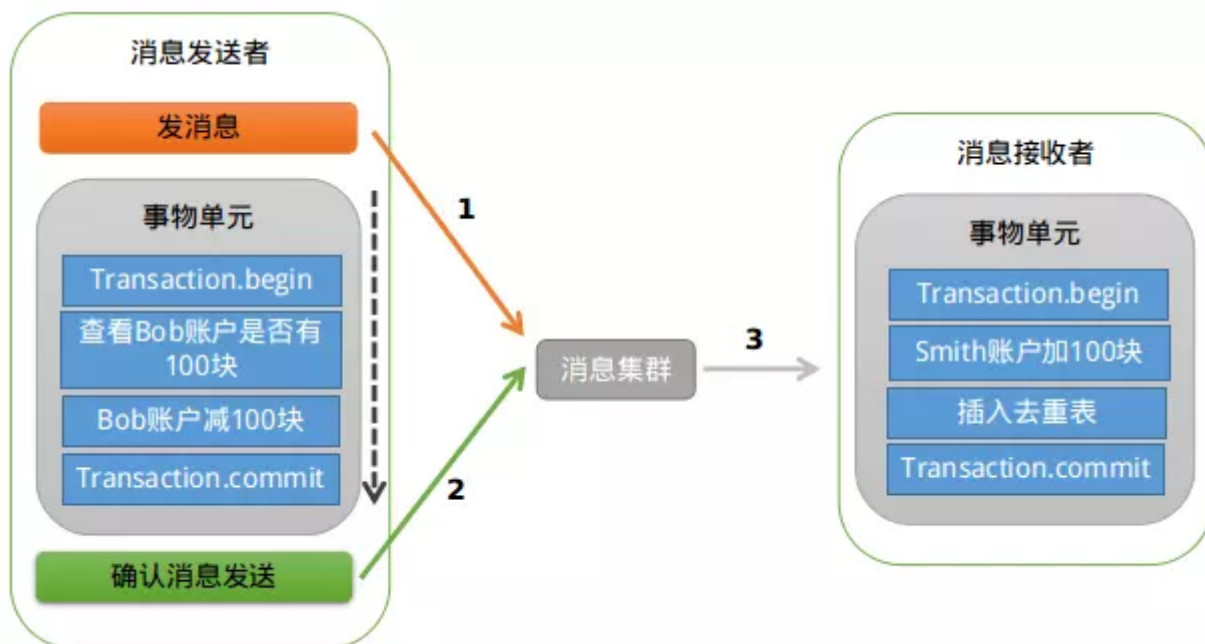 消息发送者
发消息
事物单元
Transaction.begin
查看Bob账户是否有
100块
Bob账户减100块
Transaction.commit
确认消息发送
1
2
消息集群
3
消息接收者
事物单元
Transaction.begin
Smith账户加100块
插入去重表
Transaction.commit